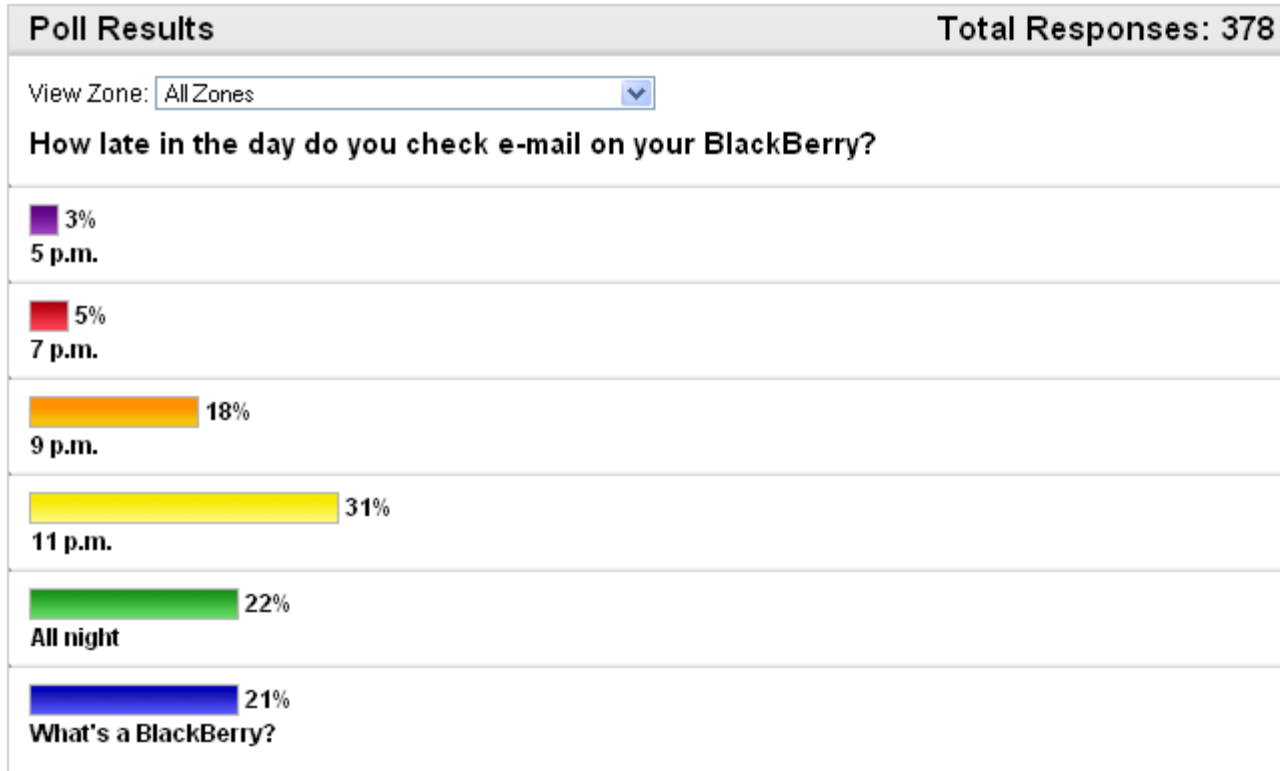 Poll Results Total Responses: 378
View Zone: All Zones
How late in the day do you check e-mail on your BlackBerry?
3%
5 p.m.
5%
7 p.m.
18%
9 p.m.
31%
11 p.m.
22%
All night
21%
What's a BlackBerry?